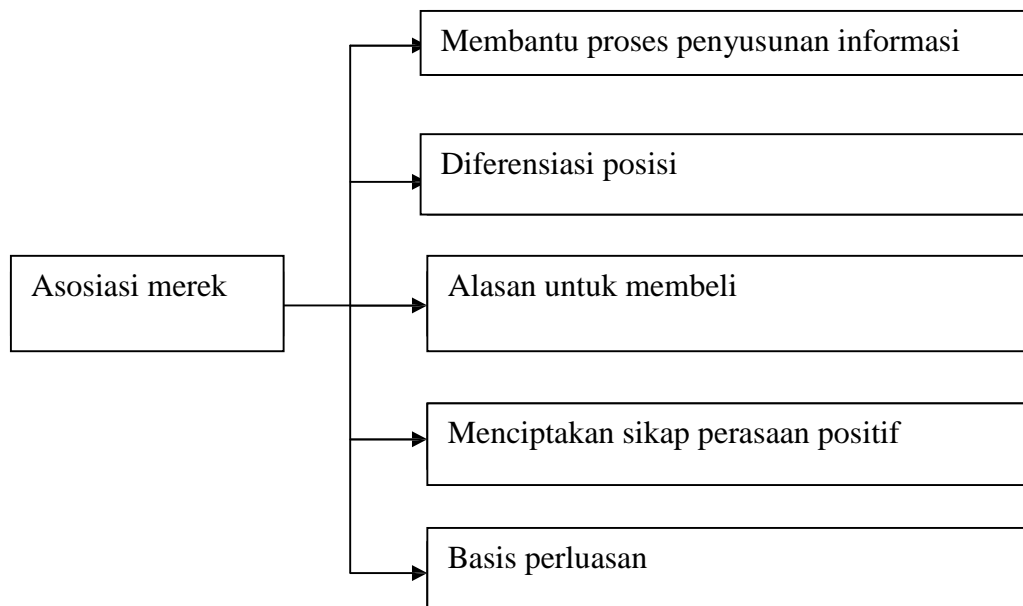 Membantu proses penyusunan informasi
Diferensiasi posisi
Asosiasi merek
Alasan untuk membeli
Menciptakan sikap perasaan positif
Basis perluasan